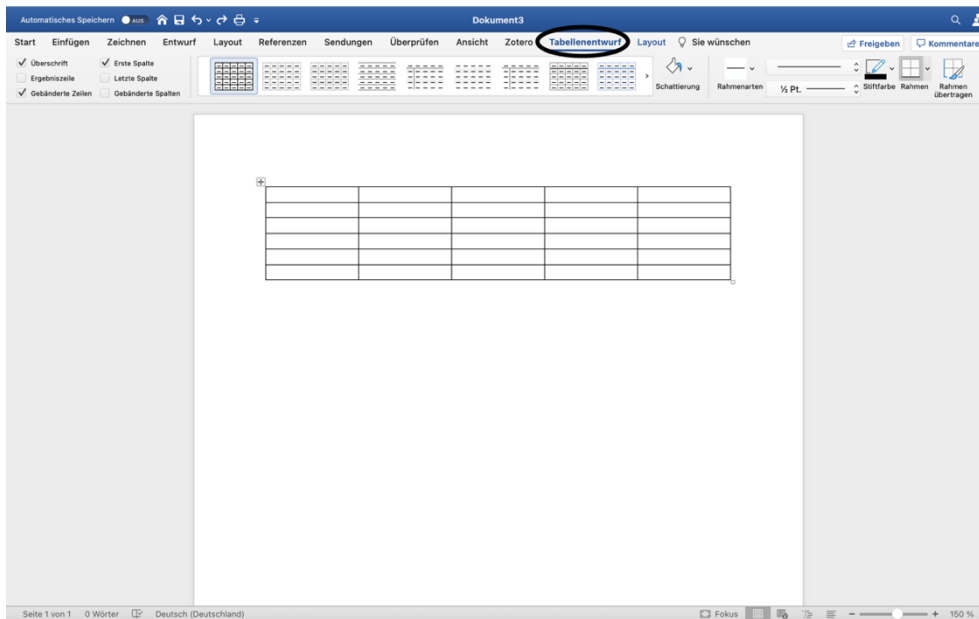 Automatisches Speichern AUS Dokument3
Start Einfügen Zeichnen Entwurf Layout Referenzen Sendungen Überprüfen Ansicht Zotero Tabellenentwurf Layout Sie wünschen Freigeben Kommentare
Überschrift Erste Spalte
Ergebniszeile Letzte Spalte
Gebänderte Zeilen Gebänderte Spalten
Schattierung Rahmenarten ½ Pt. Stiftfarbe Rahmen Rahmen
übertragen
Seite 1 von 1 0 Wörter Deutsch (Deutschland) Fokus 150 %